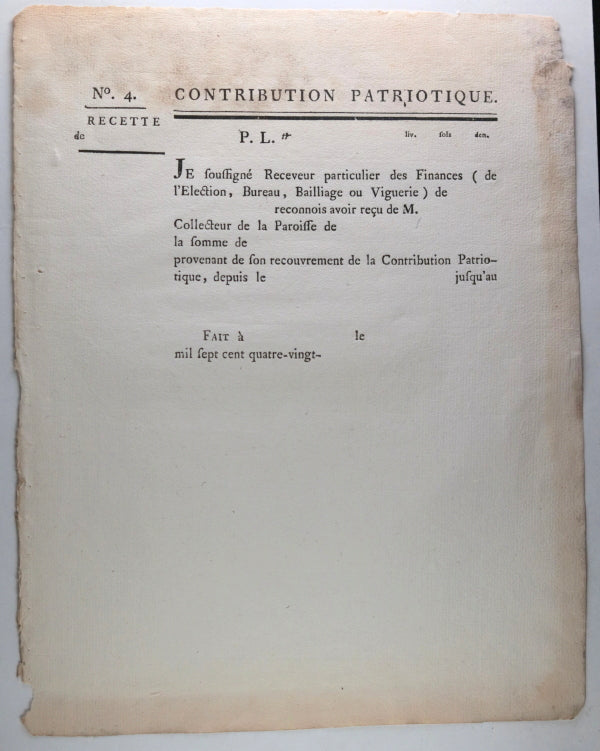 Nº. 4.
CONTRIBUTION PATRIOTIQUE.
RECETTE
de
P. L.
liv. ſols den.
JE ſouſſigné Receveur particulier des Finances ( de
l'Election, Bureau, Bailliage ou Viguerie ) de
reconnois avoir reçu de M.
Collecteur de la Paroiſſe de
la ſomme de
provenant de ſon recouvrement de la Contribution Patrio-
tique, depuis le juſqu'au
FAIT à le
mil ſept cent quatre-vingt-